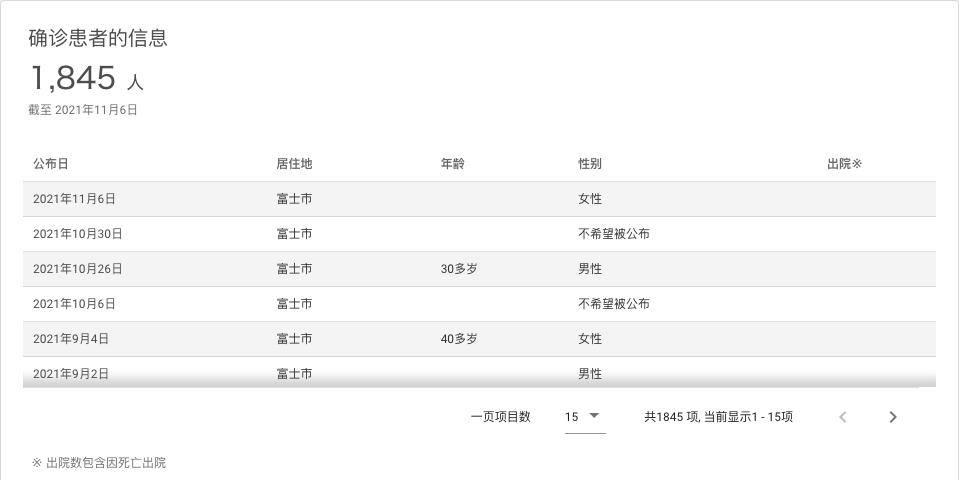 确诊患者的信息
1,845 人
截至 2021年11月6日
公布日 居住地 年龄 性别 出院※
2021年11月6日 富士市 女性
2021年10月30日 富士市 不希望被公布
2021年10月26日 富士市 30多岁 男性
2021年10月6日 富士市 不希望被公布
2021年9月4日 富士市 40多岁 女性
2021年9月2日 富士市 男性
一页项目数 15 共1845 项, 当前显示1 - 15项
※ 出院数包含因死亡出院